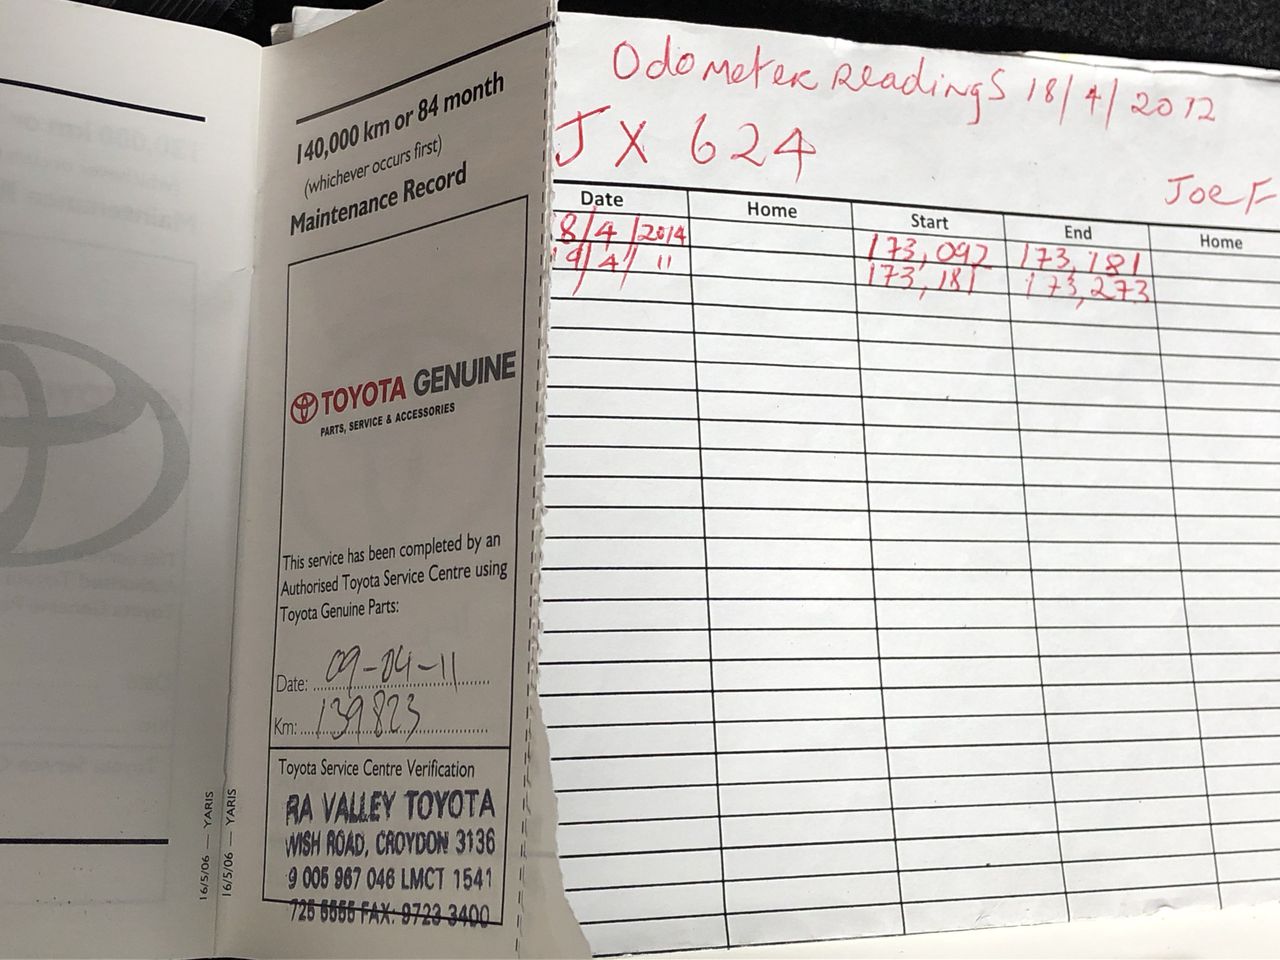 140,000 km or 84 month
(whichever occurs first)
Maintenance Record
TOYOTA GENUINE
PARTS, SERVICE & ACCESSORIES
This service has been completed by an
Authorised Toyota Service Centre using
Toyota Genuine Parts:
Date: 09-04-11
Km: 139823
Toyota Service Centre Verification
RA VALLEY TOYOTA
WISH ROAD, CROYDON 3136
9 005 967 046 LMCT 1541
725 5555 FAX: 9723 3400
16/5/06 — YARIS
16/5/06 — YARIS
Odometer Readings 18/4/2012
JX 624
Joe F
Date Home Start End Home
8/4/2014 173,092 173,181
19/4/ 11 173,181 173,273